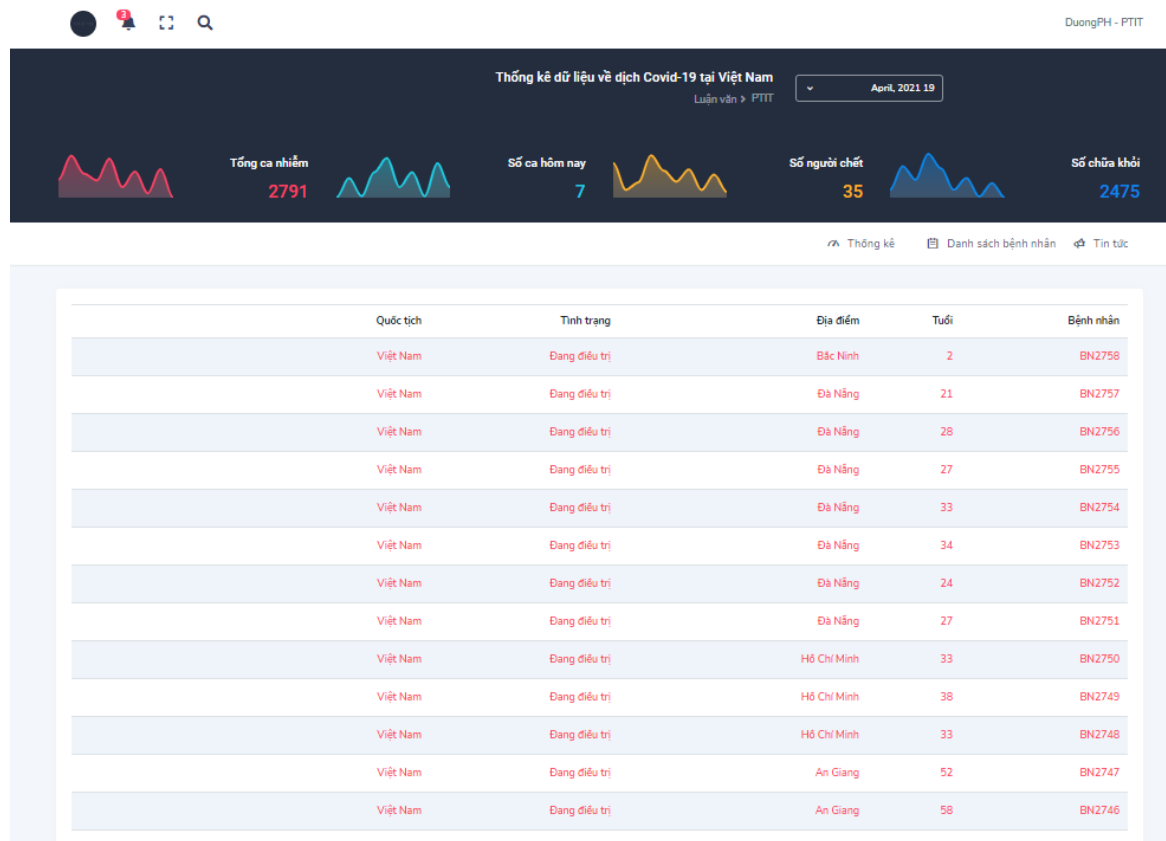 3
DuongPH - PTIT
Thống kê dữ liệu về dịch Covid-19 tại Việt Nam
Luận văn > PTIT
April, 2021 19
Tổng ca nhiễm
2791
Số ca hôm nay
7
Số người chết
35
Số chữa khỏi
2475
Thống kê Danh sách bệnh nhân Tin tức
Quốc tịch Tình trạng Địa điểm Tuổi Bệnh nhân
Việt Nam Đang điều trị Bắc Ninh 2 BN2758
Việt Nam Đang điều trị Đà Nẵng 21 BN2757
Việt Nam Đang điều trị Đà Nẵng 28 BN2756
Việt Nam Đang điều trị Đà Nẵng 27 BN2755
Việt Nam Đang điều trị Đà Nẵng 33 BN2754
Việt Nam Đang điều trị Đà Nẵng 34 BN2753
Việt Nam Đang điều trị Đà Nẵng 24 BN2752
Việt Nam Đang điều trị Đà Nẵng 27 BN2751
Việt Nam Đang điều trị Hồ Chí Minh 33 BN2750
Việt Nam Đang điều trị Hồ Chí Minh 38 BN2749
Việt Nam Đang điều trị Hồ Chí Minh 33 BN2748
Việt Nam Đang điều trị An Giang 52 BN2747
Việt Nam Đang điều trị An Giang 58 BN2746